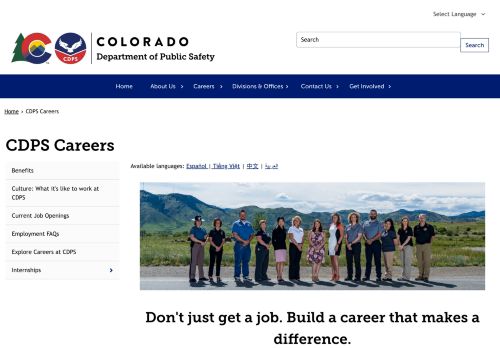 Select Language
COLORADO
Department of Public Safety
CDPS
Search
Search
Home About Us Careers Divisions & Offices Contact Us Get Involved
Home › CDPS Careers
CDPS Careers
Available languages: Español | Tiếng Việt | 中文 | العربية
Benefits
Culture: What it's like to work at
CDPS
Current Job Openings
Employment FAQs
Explore Careers at CDPS
Internships
Don't just get a job. Build a career that makes a
difference.